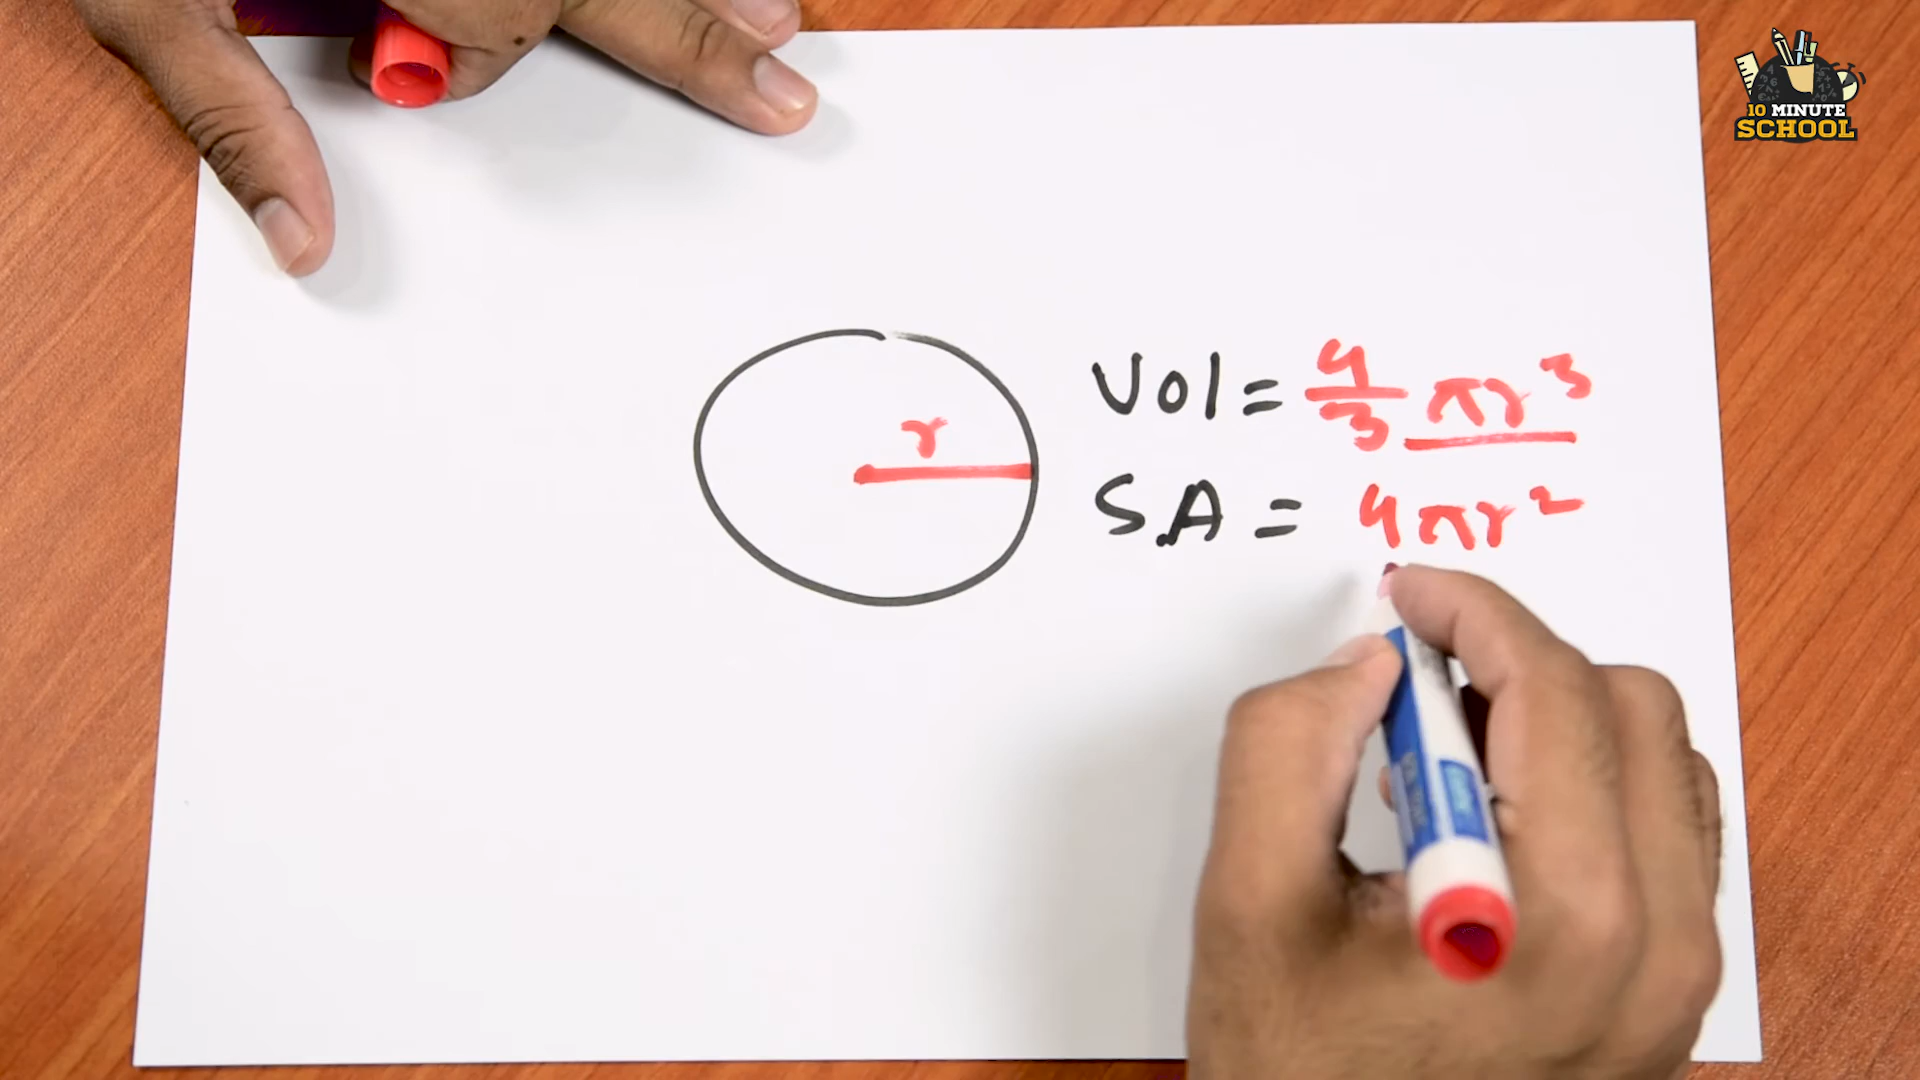 10 MINUTE
SCHOOL
r
Vol = 4/3 πr³
S.A = 4πr²